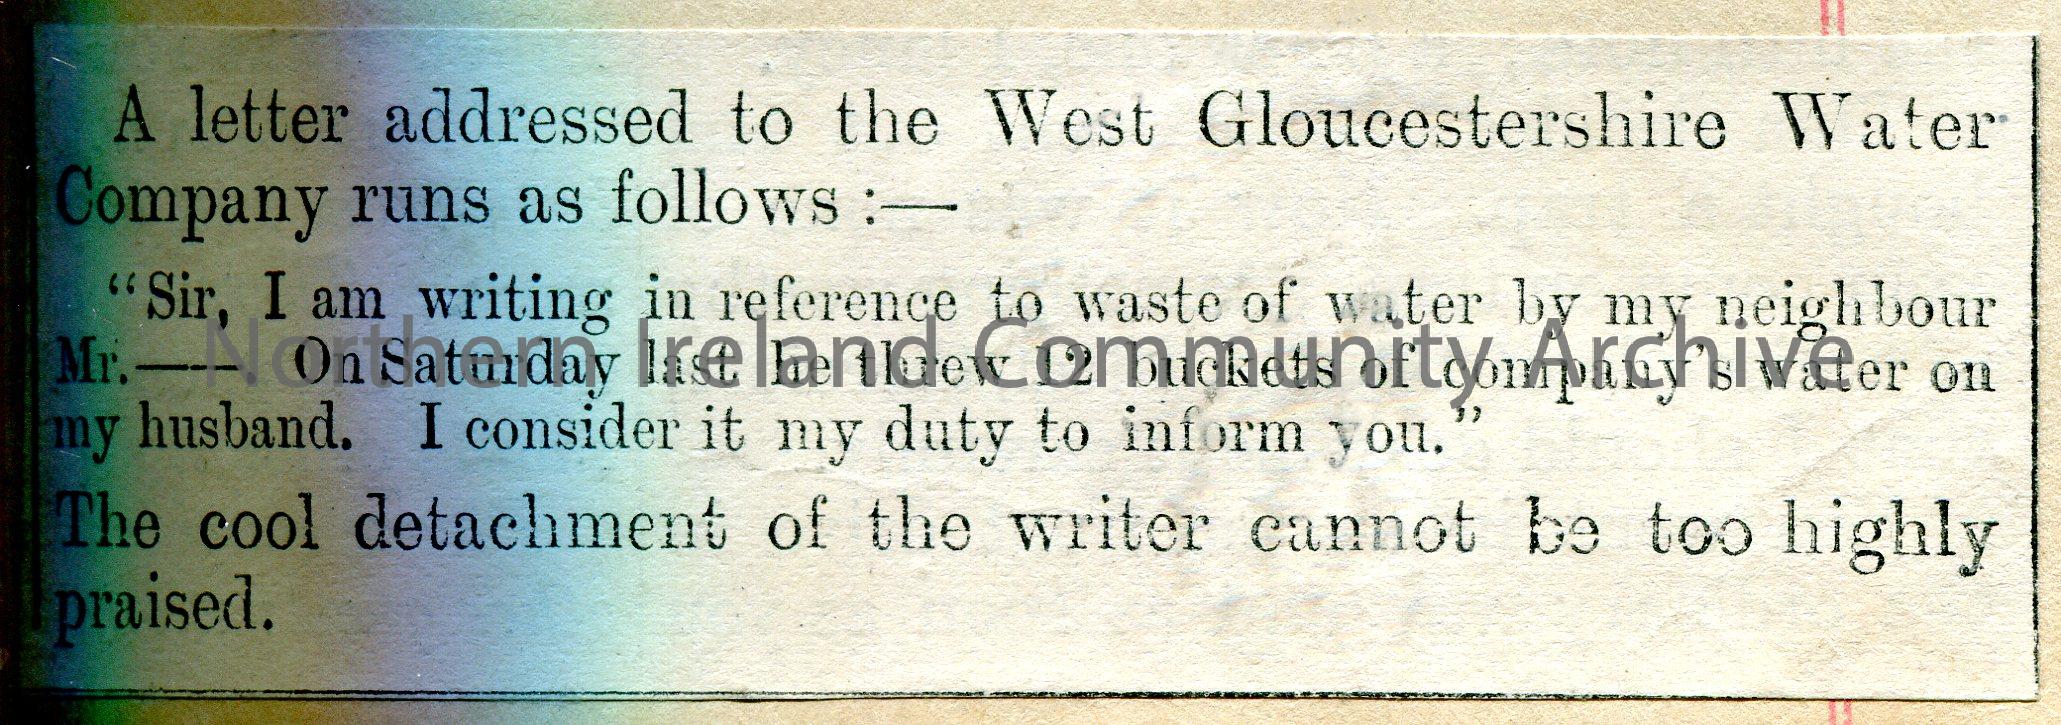 A letter addressed to the West Gloucestershire Water
Company runs as follows :—
"Sir, I am writing in reference to waste of water by my neighbour
Mr.—— On Saturday last he threw 12 buckets of company's water on
my husband. I consider it my duty to inform you."
The cool detachment of the writer cannot be too highly
praised.
Northern Ireland Community Archive